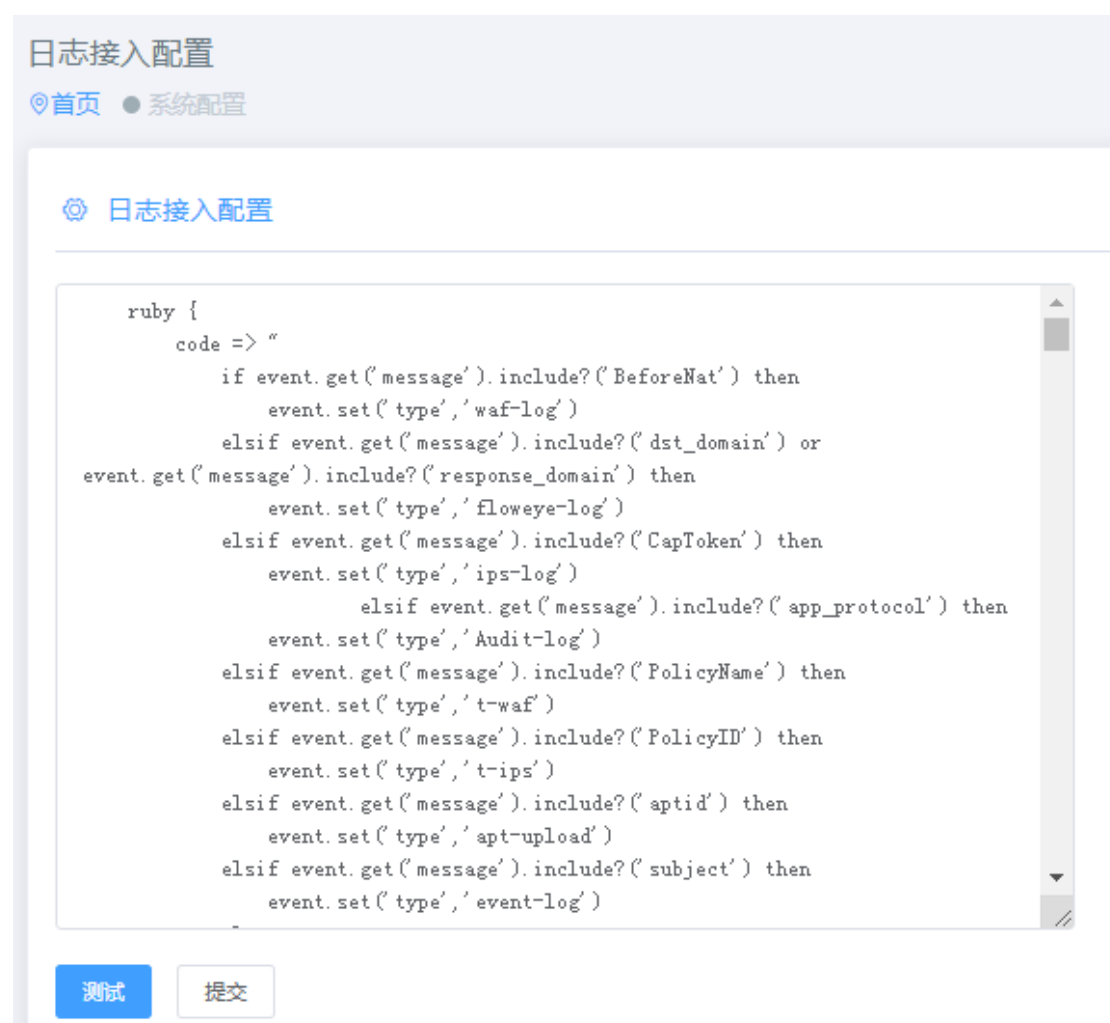 日志接入配置
首页 ● 系统配置
日志接入配置
ruby {
code => "
if event.get('message').include?('BeforeNat') then
event.set('type','waf-log')
elsif event.get('message').include?('dst_domain') or
event.get('message').include?('response_domain') then
event.set('type','floweye-log')
elsif event.get('message').include?('CapToken') then
event.set('type','ips-log')
elsif event.get('message').include?('app_protocol') then
event.set('type','Audit-log')
elsif event.get('message').include?('PolicyName') then
event.set('type','t-waf')
elsif event.get('message').include?('PolicyID') then
event.set('type','t-ips')
elsif event.get('message').include?('aptid') then
event.set('type','apt-upload')
elsif event.get('message').include?('subject') then
event.set('type','event-log')
测试 提交